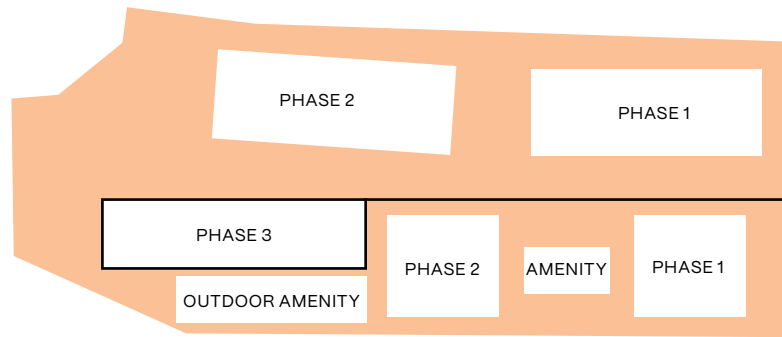 PHASE 2
PHASE 1
PHASE 3
PHASE 2
AMENITY
PHASE 1
OUTDOOR AMENITY